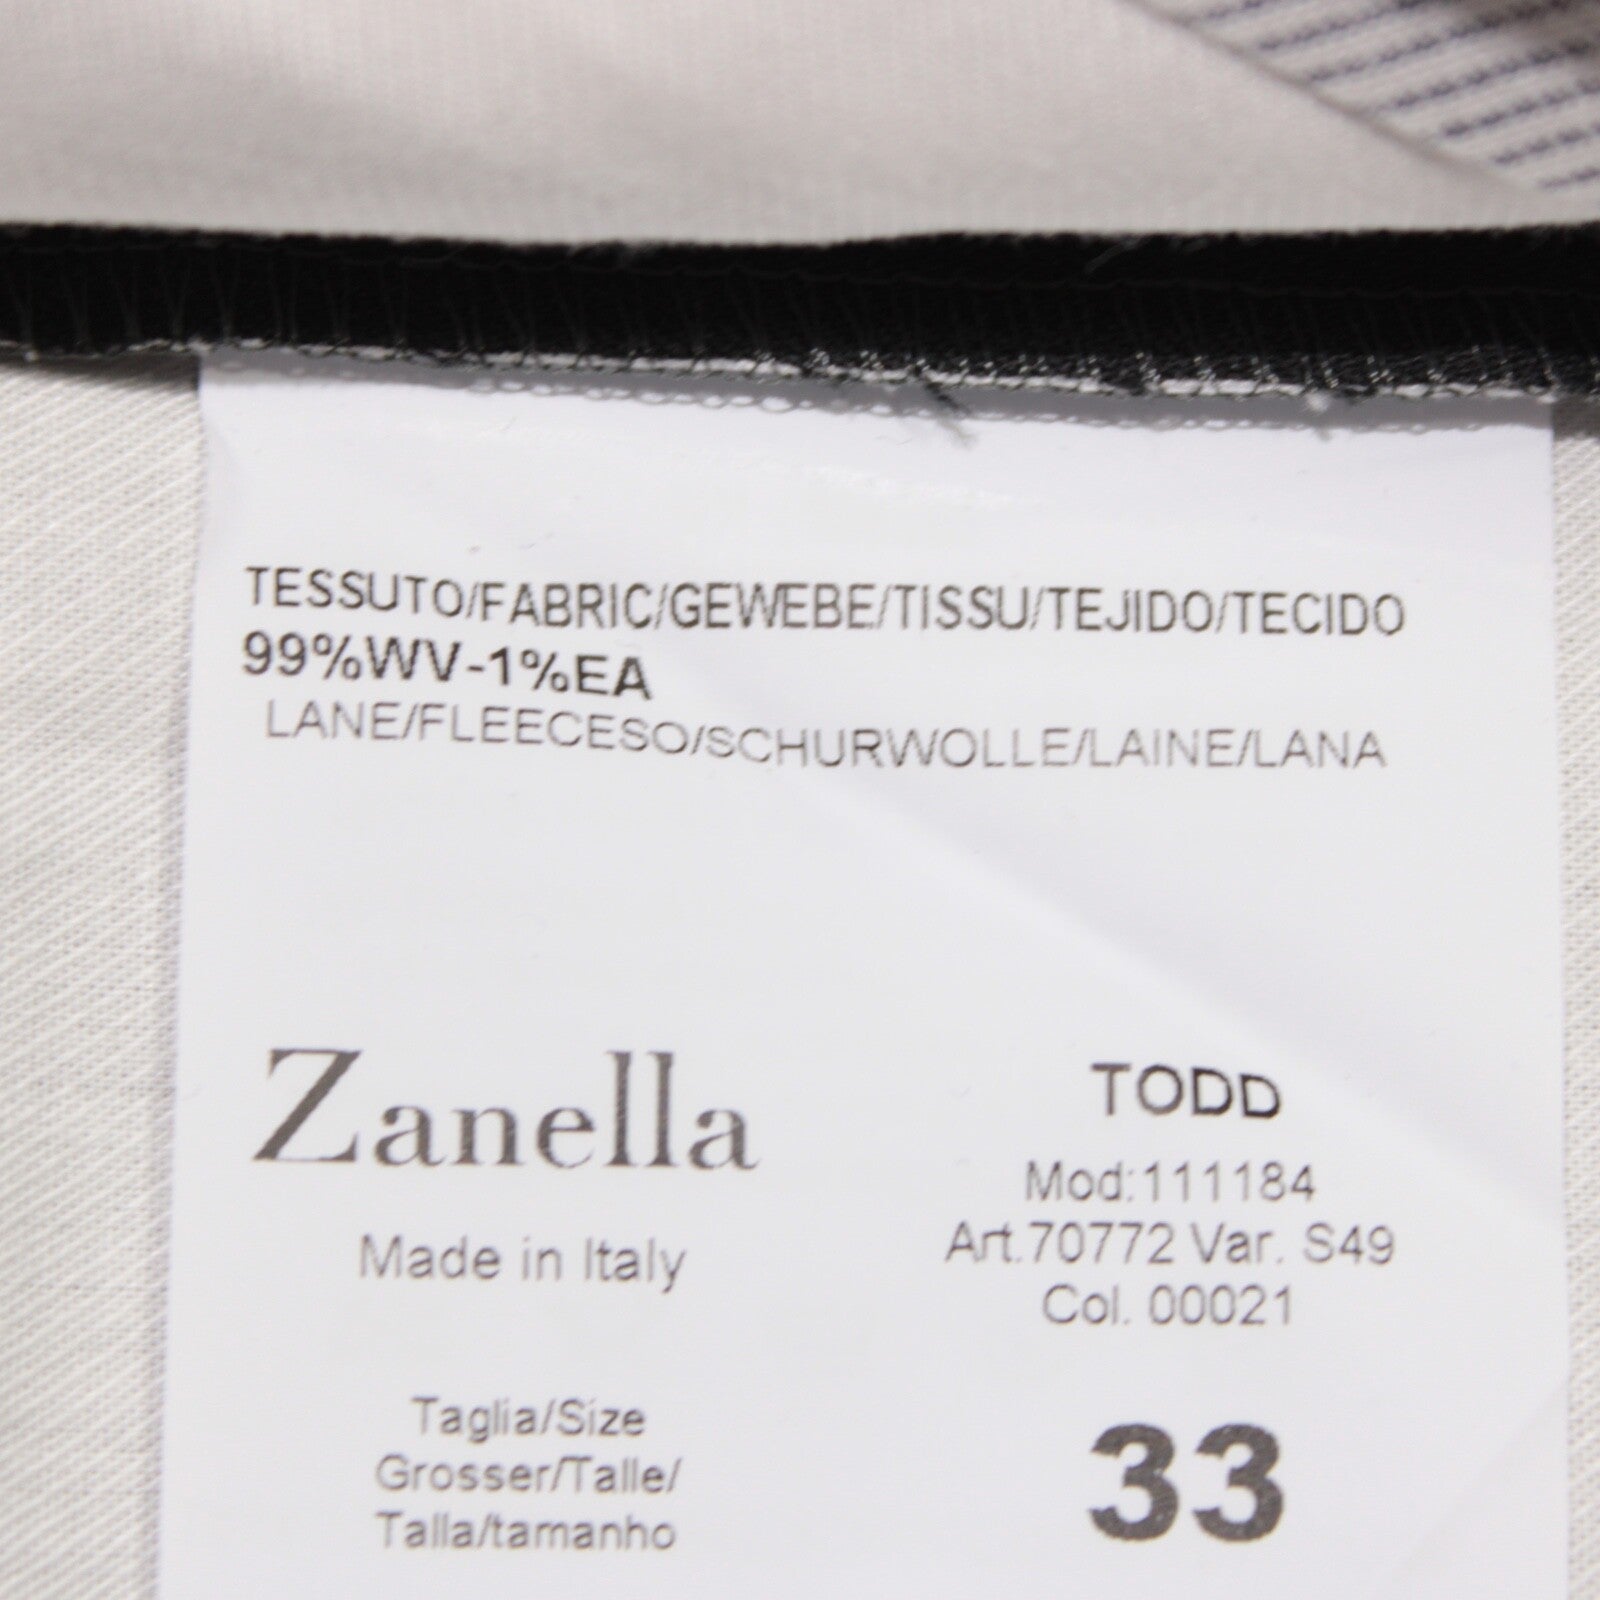 TESSUTO/FABRIC/GEWEBE/TISSU/TEJIDO/TECIDO
99%WV-1%EA
LANE/FLEECESO/SCHURWOLLE/LAINE/LANA
Zanella
Made in Italy
TODD
Mod:111184
Art.70772 Var. S49
Col. 00021
Taglia/Size
Grosser/Talle/
Talla/tamanho
33